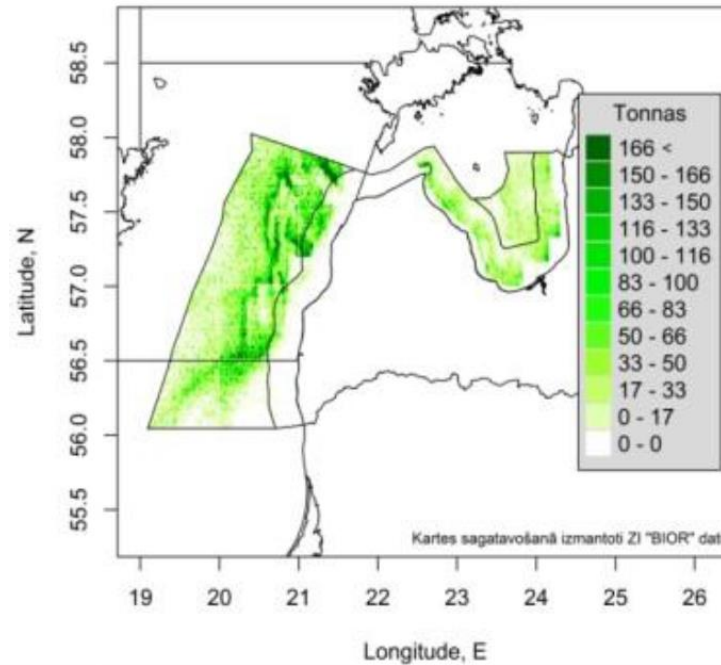 58.5
58.0
57.5
57.0
56.5
56.0
55.5
Latitude, N
Tonnas
166 <
150 - 166
133 - 150
116 - 133
100 - 116
83 - 100
66 - 83
50 - 66
33 - 50
17 - 33
0 - 17
0 - 0
Kartes sagatavošanā izmantoti ZI "BIOR" dat
19 20 21 22 23 24 25 26
Longitude, E